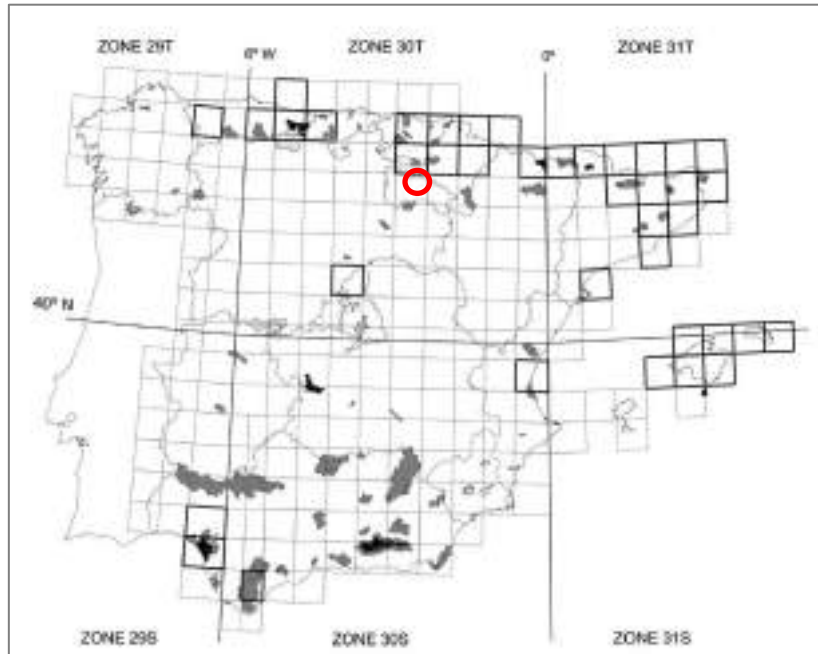 ZONE 29T
6° W
ZONE 30T
0°
ZONE 31T
40° N
ZONE 29S
ZONE 30S
ZONE 31S